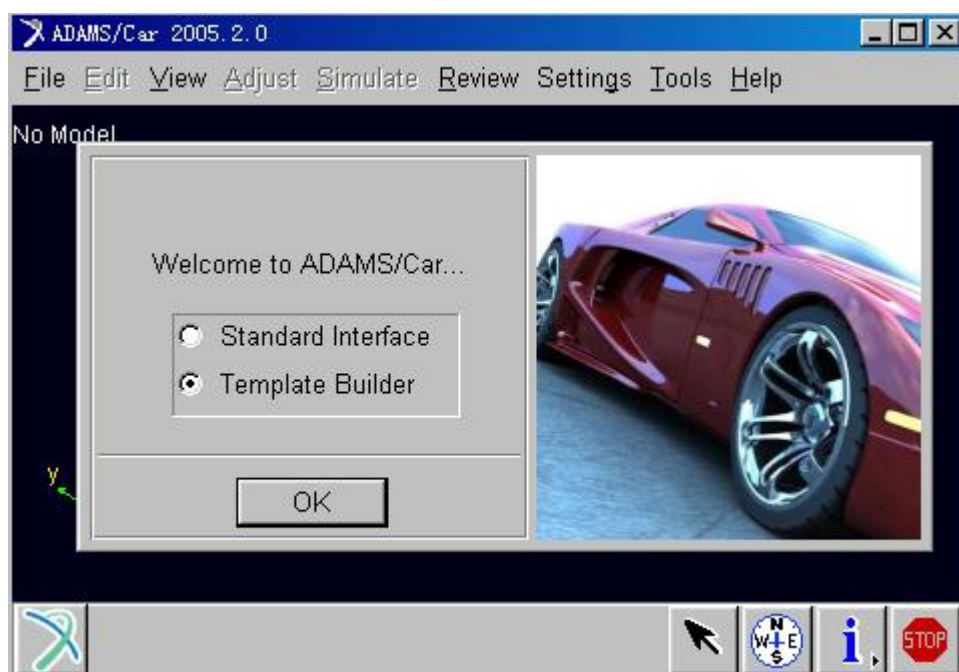 ADAMS/Car 2005.2.0
File Edit View Adjust Simulate Review Settings Tools Help
No Model
Welcome to ADAMS/Car...
Standard Interface
Template Builder
y
OK
N
W E
S
i
STOP